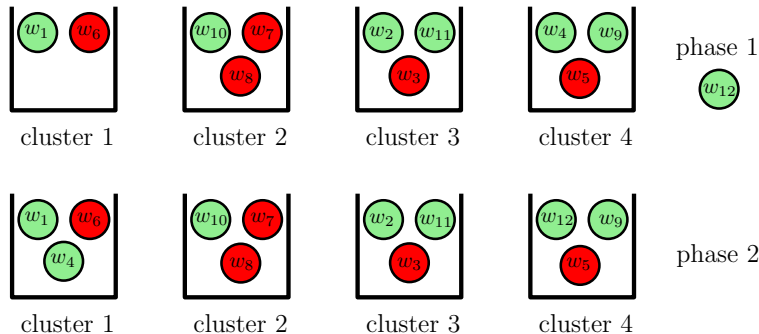 w₁ w₆ w₁₀ w₇ w₂ w₁₁ w₄ w₉ phase 1
w₈ w₃ w₅ w₁₂
cluster 1 cluster 2 cluster 3 cluster 4
w₁ w₆ w₁₀ w₇ w₂ w₁₁ w₁₂ w₉
w₄ w₈ w₃ w₅ phase 2
cluster 1 cluster 2 cluster 3 cluster 4